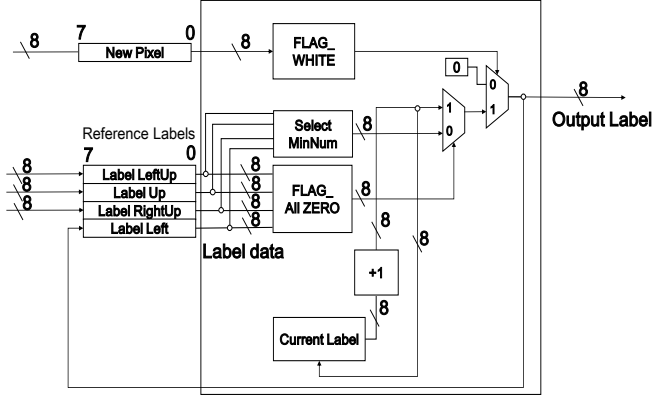 8
7
0
New Pixel
8
FLAG_
WHITE
0
0
1
8
Output Label
Reference Labels
7
0
8
8
8
Label LeftUp
Label Up
Label RightUp
Label Left
Select
MinNum
8
1
0
8
8
8
8
FLAG_
All ZERO
8
Label data
8
8
+1
8
Current Label